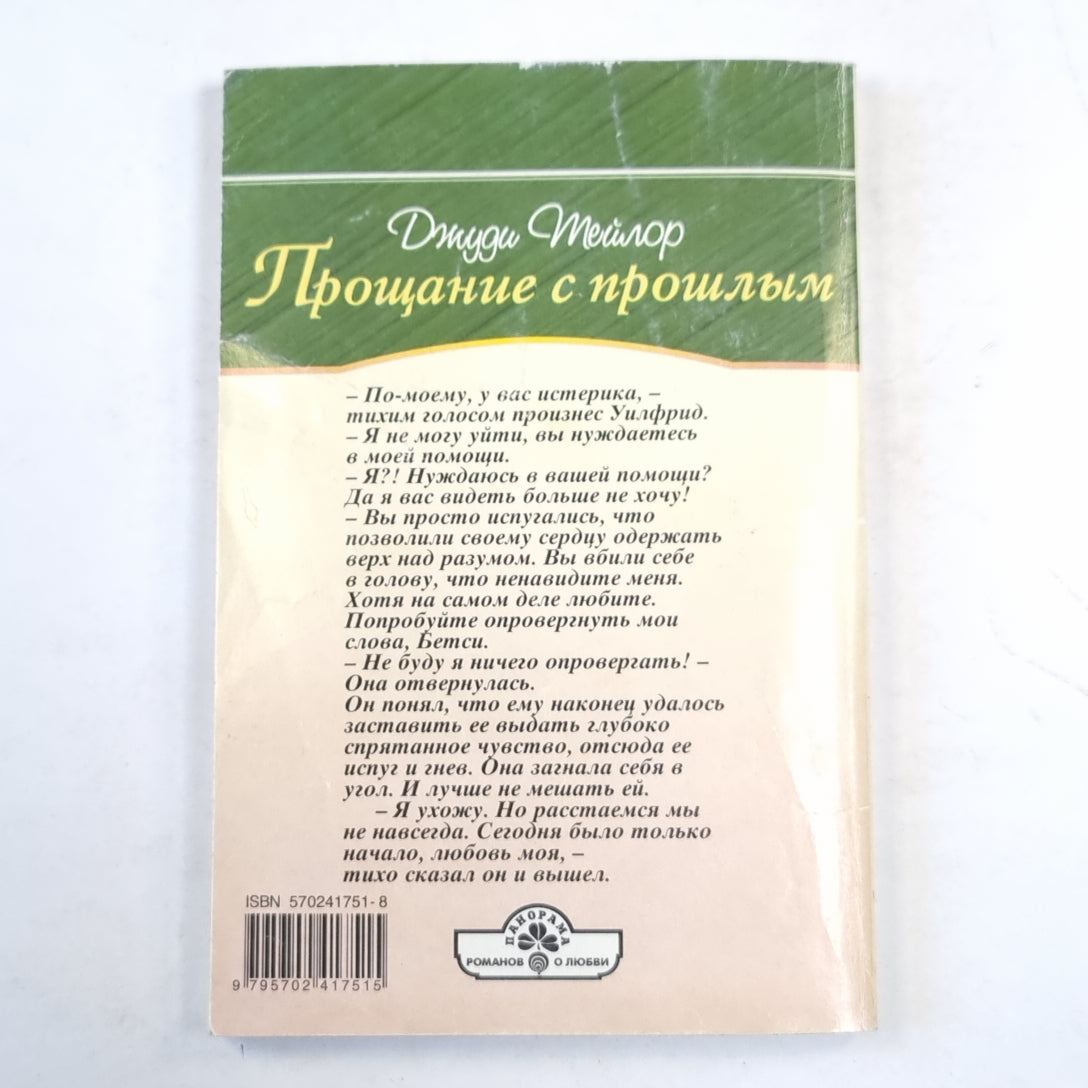 Джуди Тейлор
Прощание с прошлым
– По-моему, у вас истерика, –
тихим голосом произнес Уилфрид.
– Я не могу уйти, вы нуждаетесь
в моей помощи.
– Я?! Нуждаюсь в вашей помощи?
Да я вас видеть больше не хочу!
– Вы просто испугались, что
позволили своему сердцу одержать
верх над разумом. Вы вбили себе
в голову, что ненавидите меня.
Хотя на самом деле любите.
Попробуйте опровергнуть мои
слова, Бетси.
– Не буду я ничего опровергать! –
Она отвернулась.
Он понял, что ему наконец удалось
заставить ее выдать глубоко
спрятанное чувство, отсюда ее
испуг и гнев. Она загнала себя в
угол. И лучше не мешать ей.
– Я ухожу. Но расстаемся мы
не навсегда. Сегодня было только
начало, любовь моя, –
тихо сказал он и вышел.
ISBN 570241751-8
9 795702 417515
ПАНОРАМА
РОМАНОВ О ЛЮБВИ